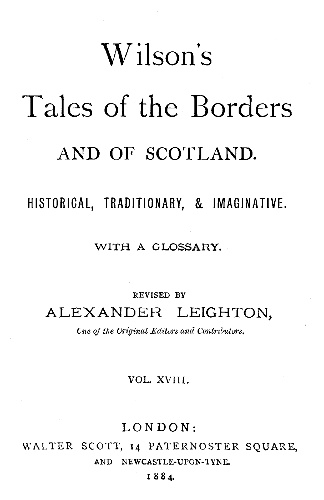 Wilson's
Tales of the Borders
AND OF SCOTLAND.
HISTORICAL, TRADITIONARY, & IMAGINATIVE.
WITH A GLOSSARY.
REVISED BY
ALEXANDER LEIGHTON,
One of the Original Editors and Contributors.
VOL. XVIII.
LONDON:
WALTER SCOTT, 14 PATERNOSTER SQUARE,
AND NEWCASTLE-UPON-TYNE.
1884.